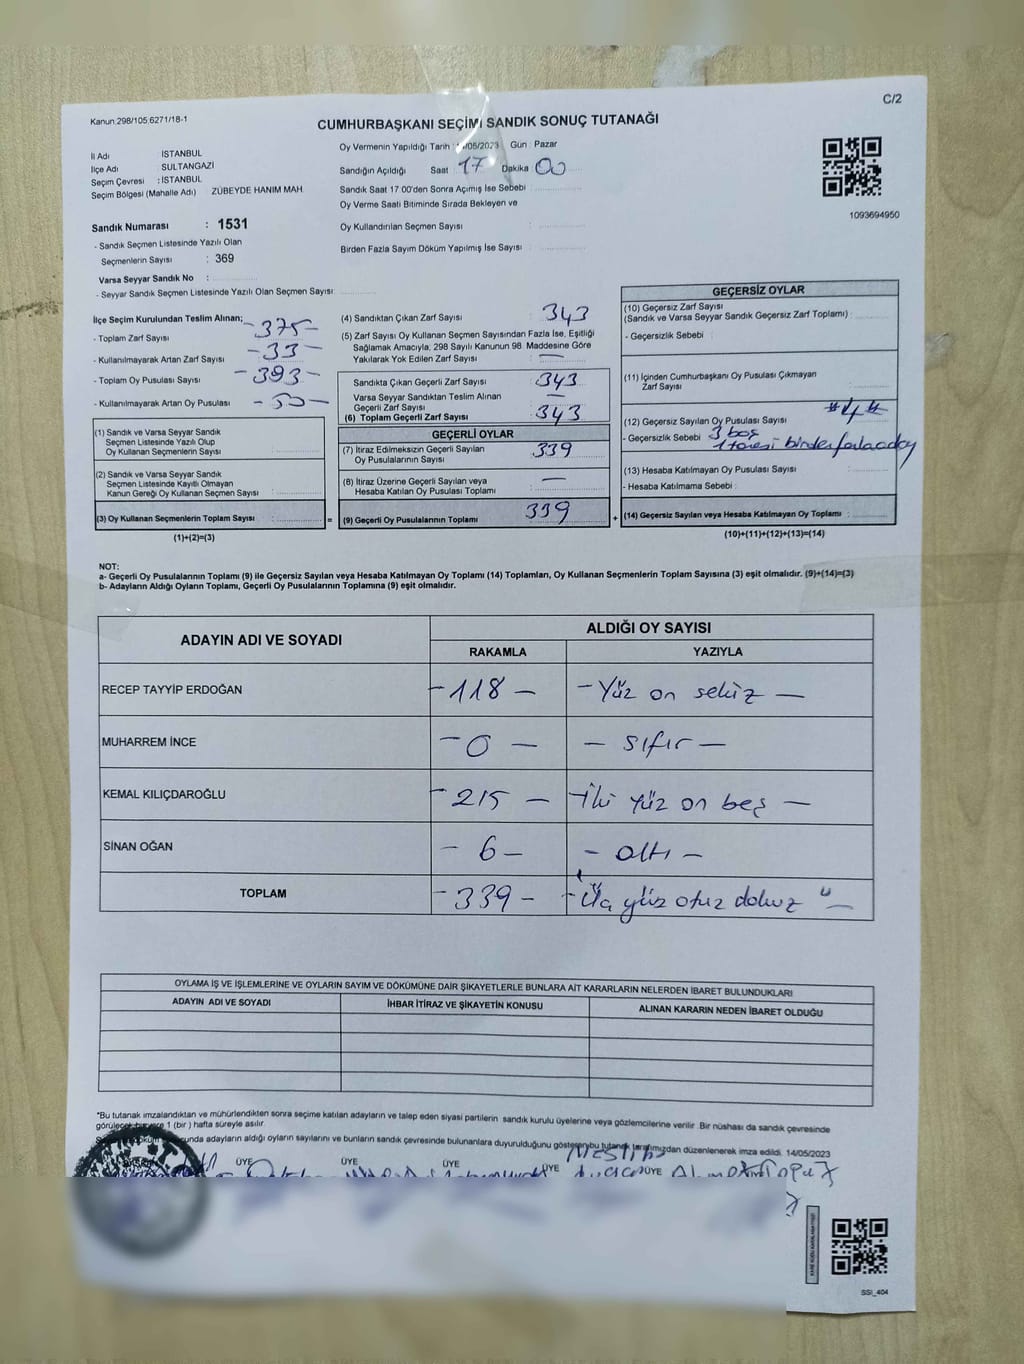 C/2
Kanun.298/105,6271/18-1
CUMHURBAŞKANI SEÇİMİ SANDIK SONUÇ TUTANAĞI
İl Adı İSTANBUL
İlçe Adı SULTANGAZİ
Seçim Çevresi : İSTANBUL
Seçim Bölgesi (Mahalle Adı) ZÜBEYDE HANIM MAH.
Oy Vermenin Yapıldığı Tarih : /05/2023 Gün : Pazar
Sandığın Açıldığı Saat 17 Dakika 00
Sandık Saat 17 00'den Sonra Açımış İse Sebebi :
Oy Verme Saati Bitiminde Sırada Bekleyen ve
Oy Kullandırılan Seçmen Sayısı :
Birden Fazla Sayım Döküm Yapılmış İse Sayısı :
1093694950
Sandık Numarası : 1531
- Sandık Seçmen Listesinde Yazılı Olan
Seçmenlerin Sayısı : 369
Varsa Seyyar Sandık No :
- Seyyar Sandık Seçmen Listesinde Yazılı Olan Seçmen Sayısı:
İlçe Seçim Kurulundan Teslim Alınan;
- Toplam Zarf Sayısı - 375 -
- Kullanılmayarak Artan Zarf Sayısı - 33 -
- Toplam Oy Pusulası Sayısı - 393 -
- Kullanılmayarak Artan Oy Pusulası - 50 -
(1) Sandık ve Varsa Seyyar Sandık
Seçmen Listesinde Yazılı Olup
Oy Kullanan Seçmenlerin Sayısı :
(2) Sandık ve Varsa Seyyar Sandık
Seçmen Listesinde Kayıtlı Olmayan
Kanun Gereği Oy Kullanan Seçmen Sayısı :
(3) Oy Kullanan Seçmenlerin Toplam Sayısı : =
(1)+(2)=(3)
(4) Sandıktan Çıkan Zarf Sayısı : 343
(5) Zarf Sayısı Oy Kullanan Seçmen Sayısından Fazla İse, Eşitliği
Sağlamak Amacıyla, 298 Sayılı Kanunun 98. Maddesine Göre
Yakılarak Yok Edilen Zarf Sayısı : —
Sandıkta Çıkan Geçerli Zarf Sayısı : 343
Varsa Seyyar Sandıktan Teslim Alınan
Geçerli Zarf Sayısı : —
(6) Toplam Geçerli Zarf Sayısı : 343
GEÇERLİ OYLAR
(7) İtiraz Edilmeksizin Geçerli Sayılan
Oy Pusulalarının Sayısı : 339
(8) İtiraz Üzerine Geçerli Sayılan veya
Hesaba Katılan Oy Pusulası Toplamı : —
(9) Geçerli Oy Pusulalarının Toplamı : 339 +
GEÇERSİZ OYLAR
(10) Geçersiz Zarf Sayısı
(Sandık ve Varsa Seyyar Sandık Geçersiz Zarf Toplamı) :
- Geçersizlik Sebebi :
(11) İçinden Cumhurbaşkanı Oy Pusulası Çıkmayan
Zarf Sayısı :
(12) Geçersiz Sayılan Oy Pusulası Sayısı : #4#
- Geçersizlik Sebebi : 3 boş
1 tanesi birden fazla aday
(13) Hesaba Katılmayan Oy Pusulası Sayısı :
- Hesaba Katılmama Sebebi :
(14) Geçersiz Sayılan veya Hesaba Katılmayan Oy Toplamı :
(10)+(11)+(12)+(13)=(14)
NOT:
a- Geçerli Oy Pusulalarının Toplamı (9) ile Geçersiz Sayılan veya Hesaba Katılmayan Oy Toplamı (14) Toplamları, Oy Kullanan Seçmenlerin Toplam Sayısına (3) eşit olmalıdır. (9)+(14)=(3)
b- Adayların Aldığı Oyların Toplamı, Geçerli Oy Pusulalarının Toplamına (9) eşit olmalıdır.
ADAYIN ADI VE SOYADI ALDIĞI OY SAYISI
RAKAMLA YAZIYLA
RECEP TAYYİP ERDOĞAN - 118 - - Yüz on sekiz -
MUHARREM İNCE - 0 - - sıfır -
KEMAL KILIÇDAROĞLU - 215 - - iki yüz on beş -
SİNAN OĞAN - 6 - - altı -
TOPLAM - 339 - - Üç yüz otuz dokuz -
OYLAMA İŞ VE İŞLEMLERİNE VE OYLARIN SAYIM VE DÖKÜMÜNE DAİR ŞİKAYETLERLE BUNLARA AİT KARARLARIN NELERDEN İBARET BULUNDUKLARI
ADAYIN ADI VE SOYADI İHBAR İTİRAZ VE ŞİKAYETİN KONUSU ALINAN KARARIN NEDEN İBARET OLDUĞU
"Bu tutanak imzalandıktan ve mühürlendikten sonra seçime katılan adayların ve talep eden siyasi partilerin sandık kurulu üyelerine veya gözlemcilerine verilir .Bir nüshası da sandık çevresinde
1 (bir ) hafta süreyle asılır.
adayların aldığı oyların sayılarını ve bunların sandık çevresinde bulunanlara duyurulduğunu gösteren bu tutanak tarafımızdan düzenlenerek imza edildi. 14/05/2023
ÜYE ÜYE ÜYE ÜYE ÜYE
SSİ_404